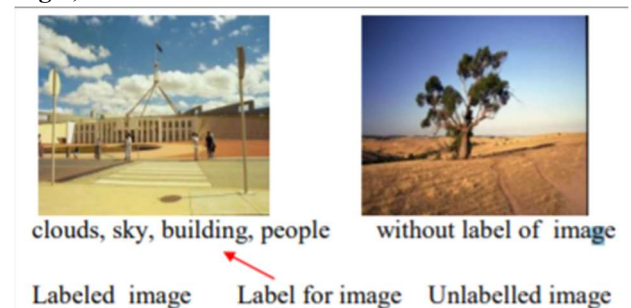 clouds, sky, building, people without label of image
Labeled image Label for image Unlabelled image